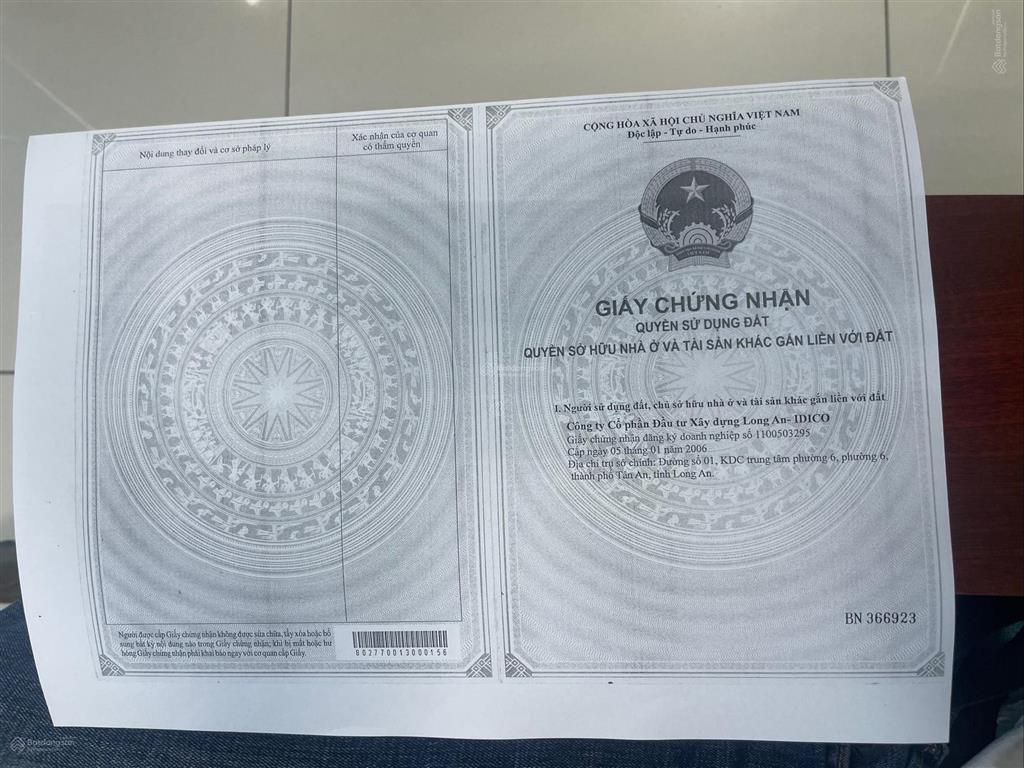 Nội dung thay đổi và cơ sở pháp lý
Xác nhận của cơ quan
có thẩm quyền
Người được cấp Giấy chứng nhận không được sửa chữa, tẩy xóa hoặc bổ
sung bất kỳ nội dung nào trong Giấy chứng nhận; khi bị mất hoặc hư
hỏng Giấy chứng nhận phải khai báo ngay với cơ quan cấp Giấy.
802770013000156
CỘNG HÒA XÃ HỘI CHỦ NGHĨA VIỆT NAM
Độc lập - Tự do - Hạnh phúc
VIỆT NAM
GIẤY CHỨNG NHẬN
QUYỀN SỬ DỤNG ĐẤT
QUYỀN SỞ HỮU NHÀ Ở VÀ TÀI SẢN KHÁC GẮN LIỀN VỚI ĐẤT
I. Người sử dụng đất, chủ sở hữu nhà ở và tài sản khác gắn liền với đất
Công ty Cổ phần Đầu tư Xây dựng Long An- IDICO
Giấy chứng nhận đăng ký doanh nghiệp số 1100503295
Cấp ngày 05 tháng 01 năm 2006
Địa chỉ trụ sở chính: Đường số 01, KDC trung tâm phường 6, phường 6,
thành phố Tân An, tỉnh Long An.
BN 366923
Batdongsan
Batdongsan